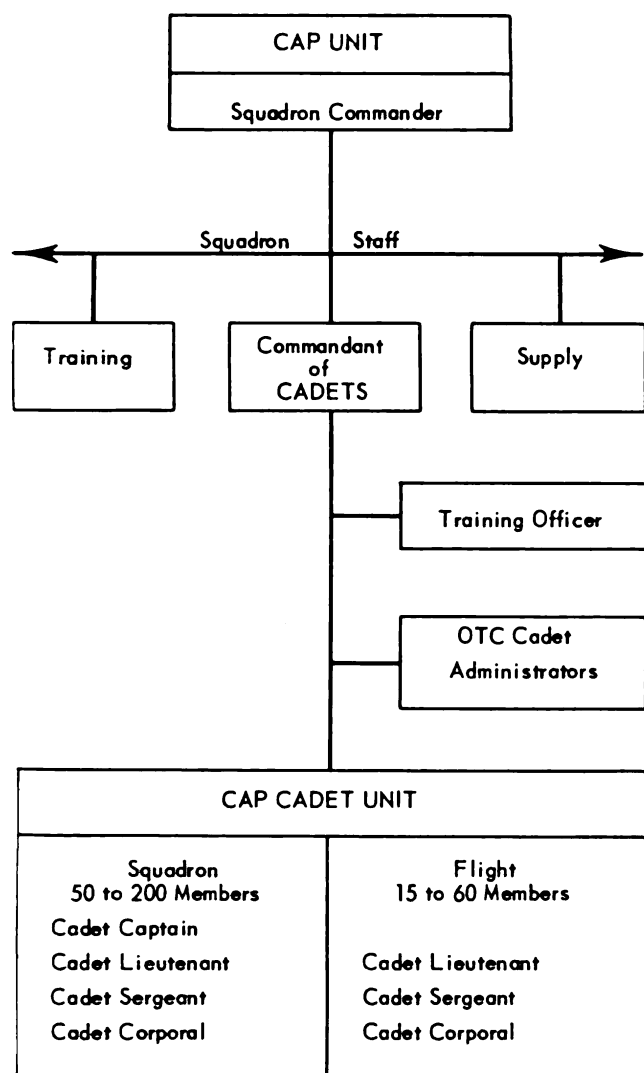 CAP UNIT
Squadron Commander
Squadron Staff
Training
Commandant
of
CADETS
Supply
Training Officer
OTC Cadet
Administrators
CAP CADET UNIT
Squadron
50 to 200 Members
Cadet Captain
Cadet Lieutenant
Cadet Sergeant
Cadet Corporal
Flight
15 to 60 Members
Cadet Lieutenant
Cadet Sergeant
Cadet Corporal